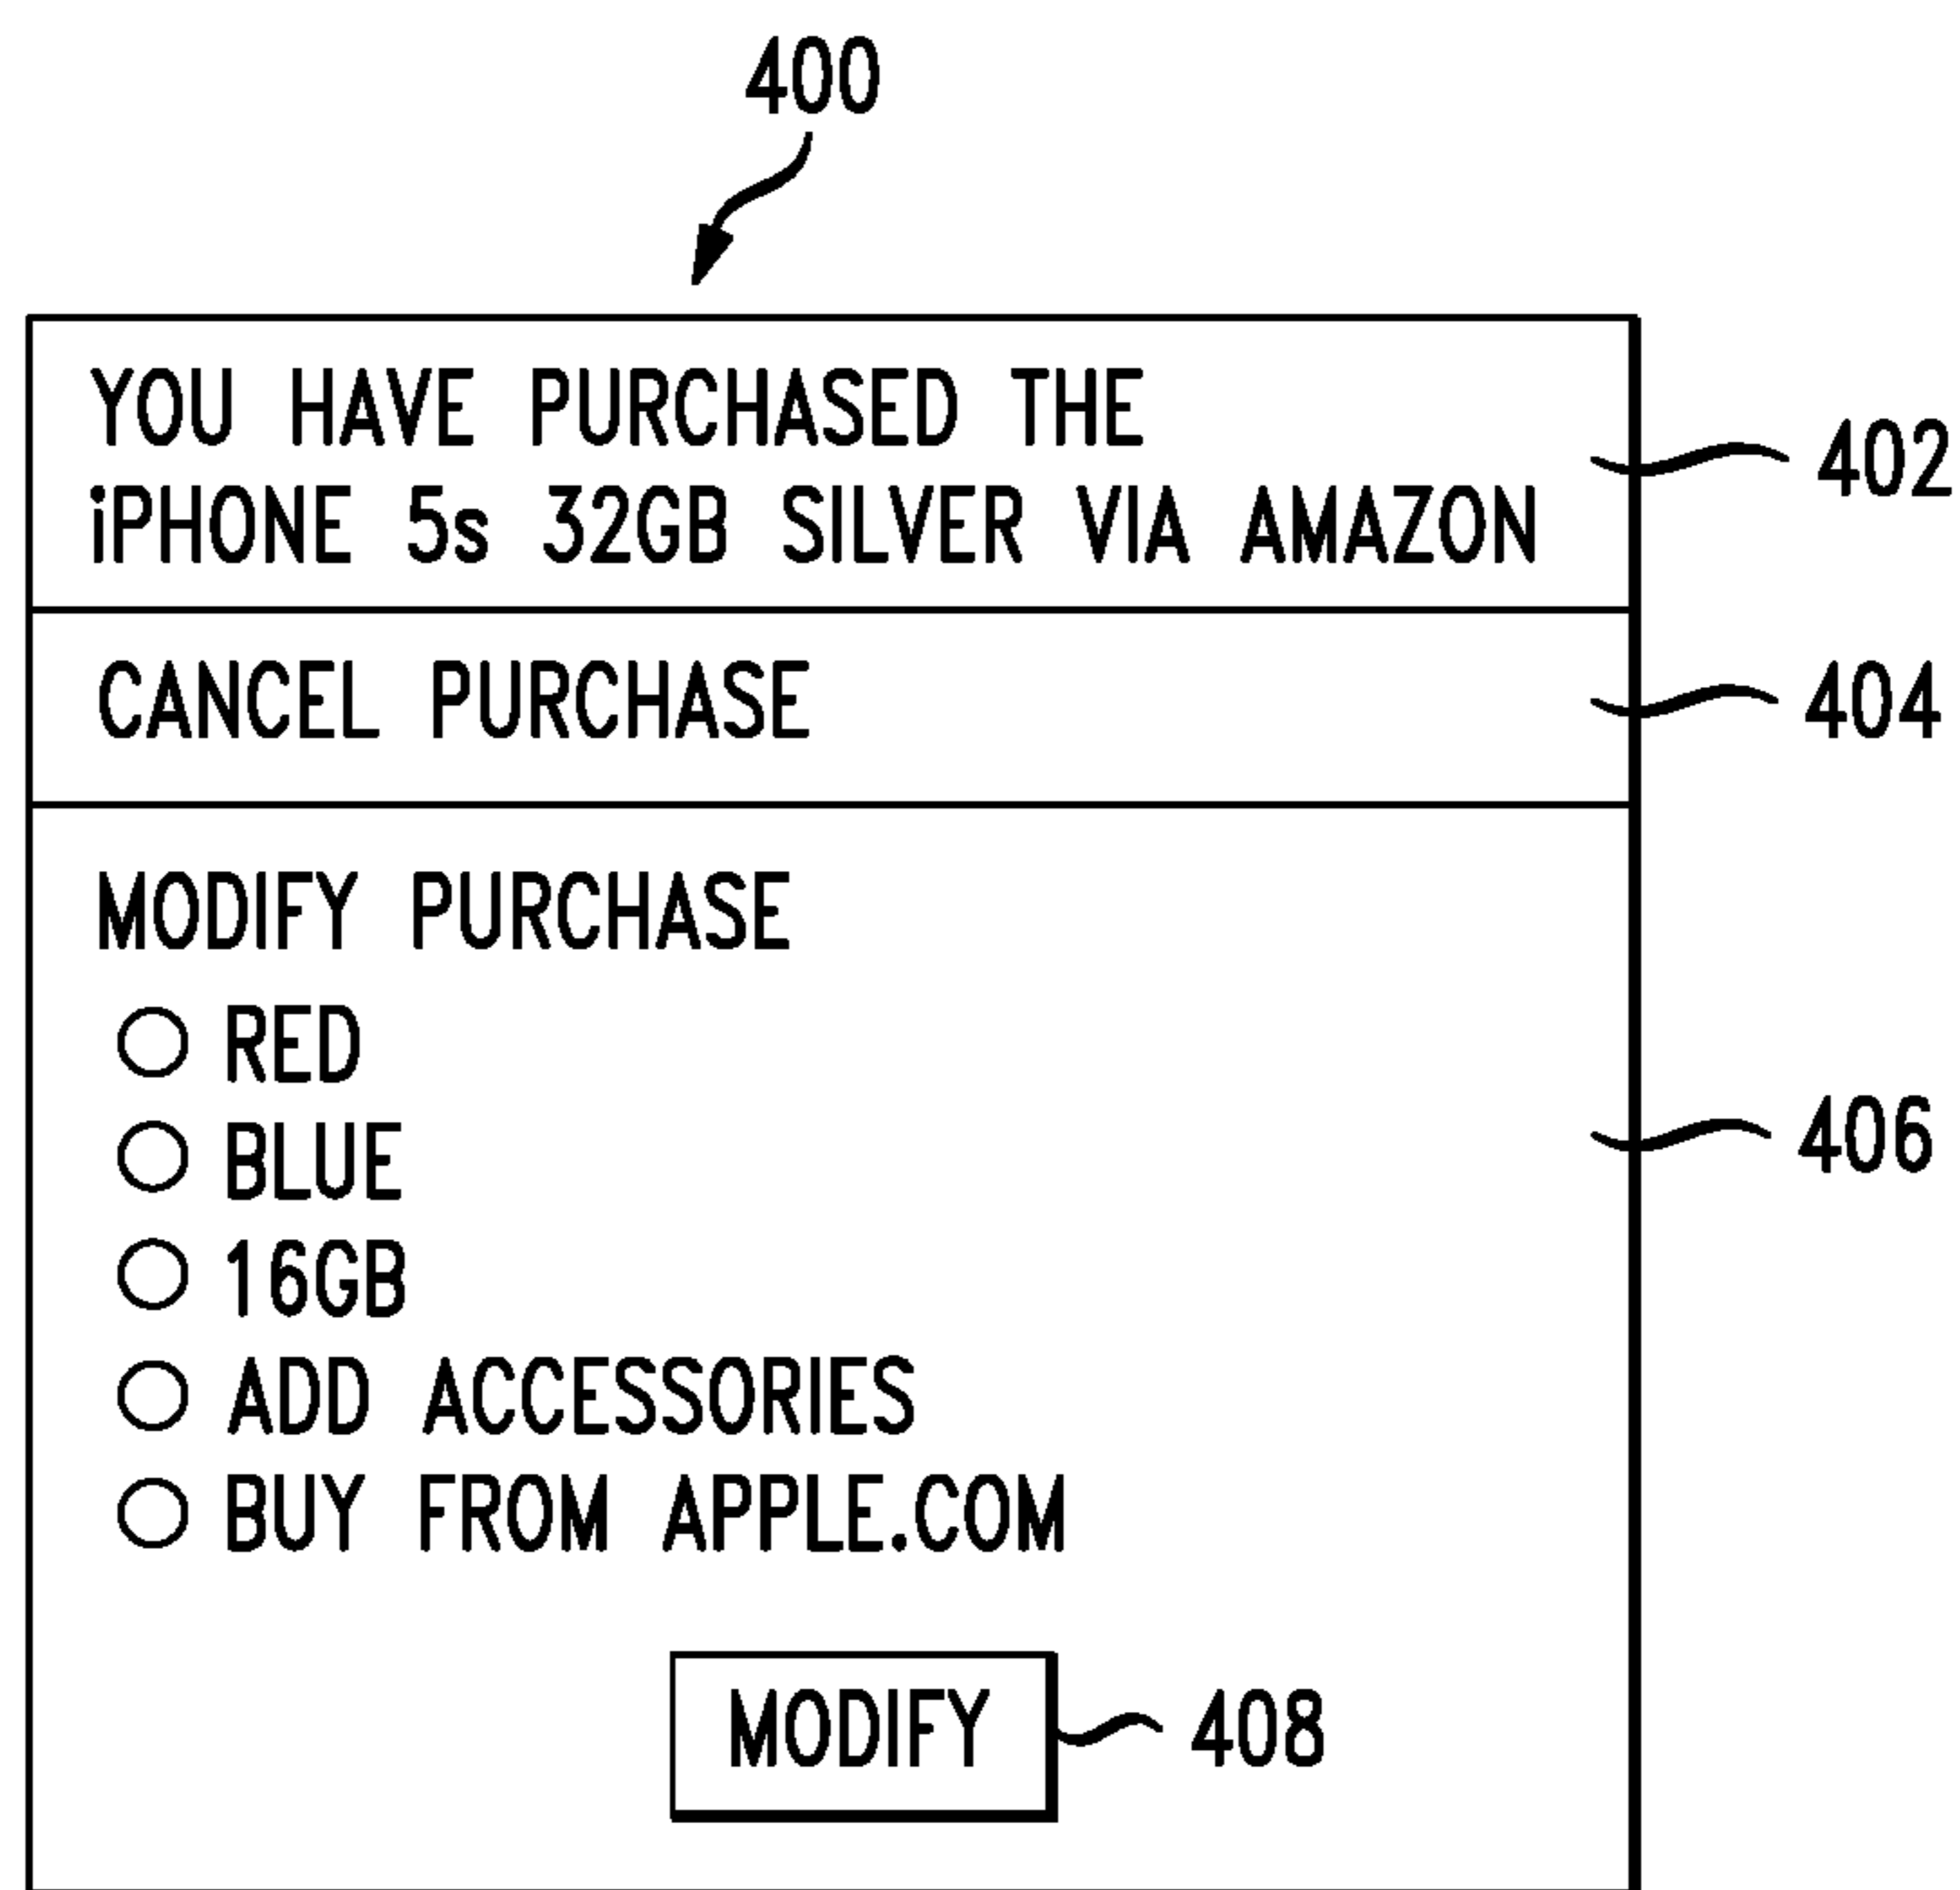 400
YOU HAVE PURCHASED THE
iPHONE 5s 32GB SILVER VIA AMAZON
402
CANCEL PURCHASE
404
MODIFY PURCHASE
RED
BLUE
406
16GB
ADD ACCESSORIES
BUY FROM APPLE.COM
MODIFY
408